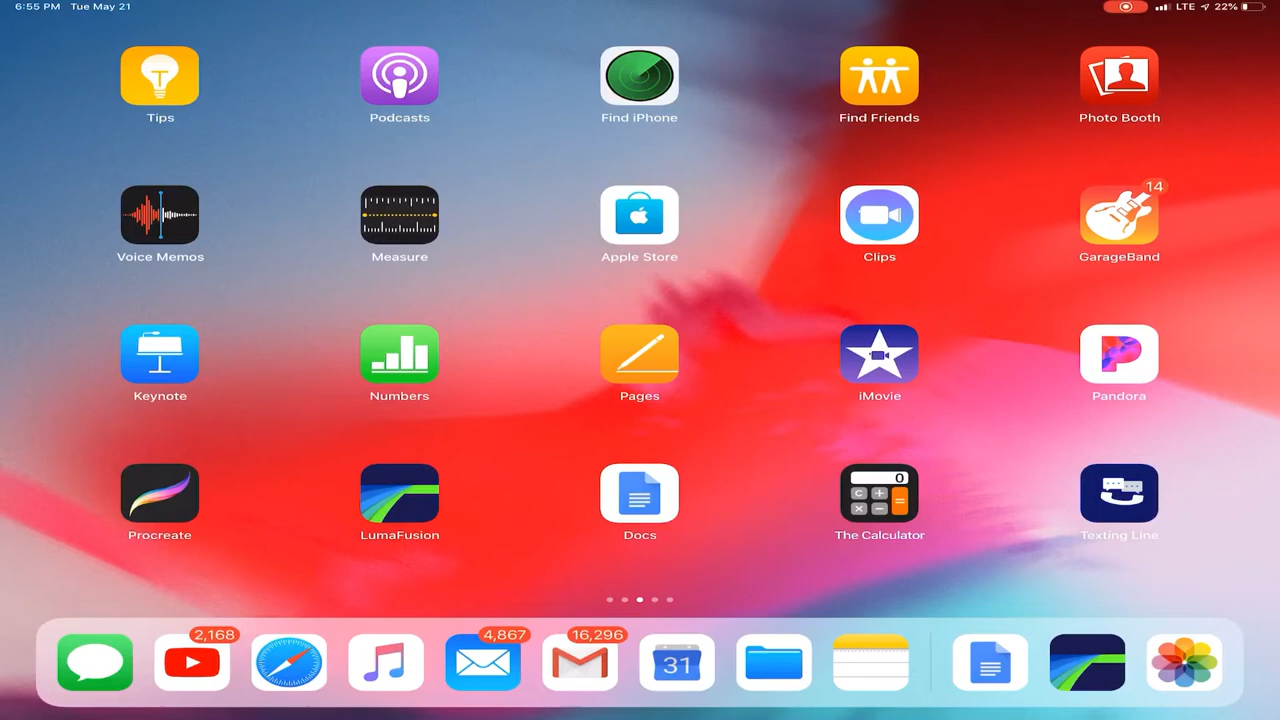 6:55 PM Tue May 21
LTE 22%
Tips
Podcasts
Find iPhone
Find Friends
Photo Booth
14
Voice Memos
Measure
Apple Store
Clips
GarageBand
Keynote
Numbers
Pages
iMovie
Pandora
0
C + = × −
Procreate
LumaFusion
Docs
The Calculator
Texting Line
2,168
4,867
16,296
31